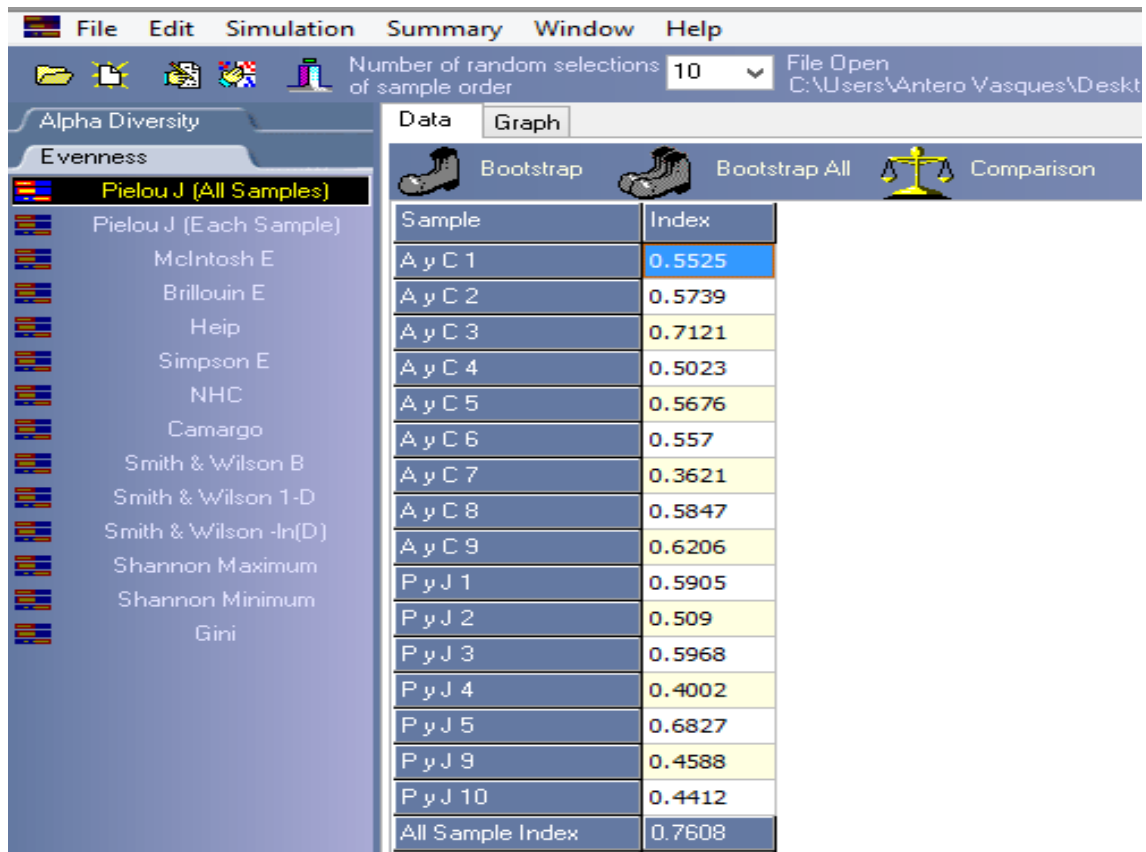 File Edit Simulation Summary Window Help
Number of random selections of sample order 10
File Open
C:\Users\Antero Vasques\Deskt
Alpha Diversity
Evenness
Pielou J (All Samples)
Pielou J (Each Sample)
McIntosh E
Brillouin E
Heip
Simpson E
NHC
Camargo
Smith & Wilson B
Smith & Wilson 1-D
Smith & Wilson -ln(D)
Shannon Maximum
Shannon Minimum
Gini
Data Graph
Bootstrap Bootstrap All Comparison
Sample Index
A y C 1 0.5525
A y C 2 0.5739
A y C 3 0.7121
A y C 4 0.5023
A y C 5 0.5676
A y C 6 0.557
A y C 7 0.3621
A y C 8 0.5847
A y C 9 0.6206
P y J 1 0.5905
P y J 2 0.509
P y J 3 0.5968
P y J 4 0.4002
P y J 5 0.6827
P y J 9 0.4588
P y J 10 0.4412
All Sample Index 0.7608